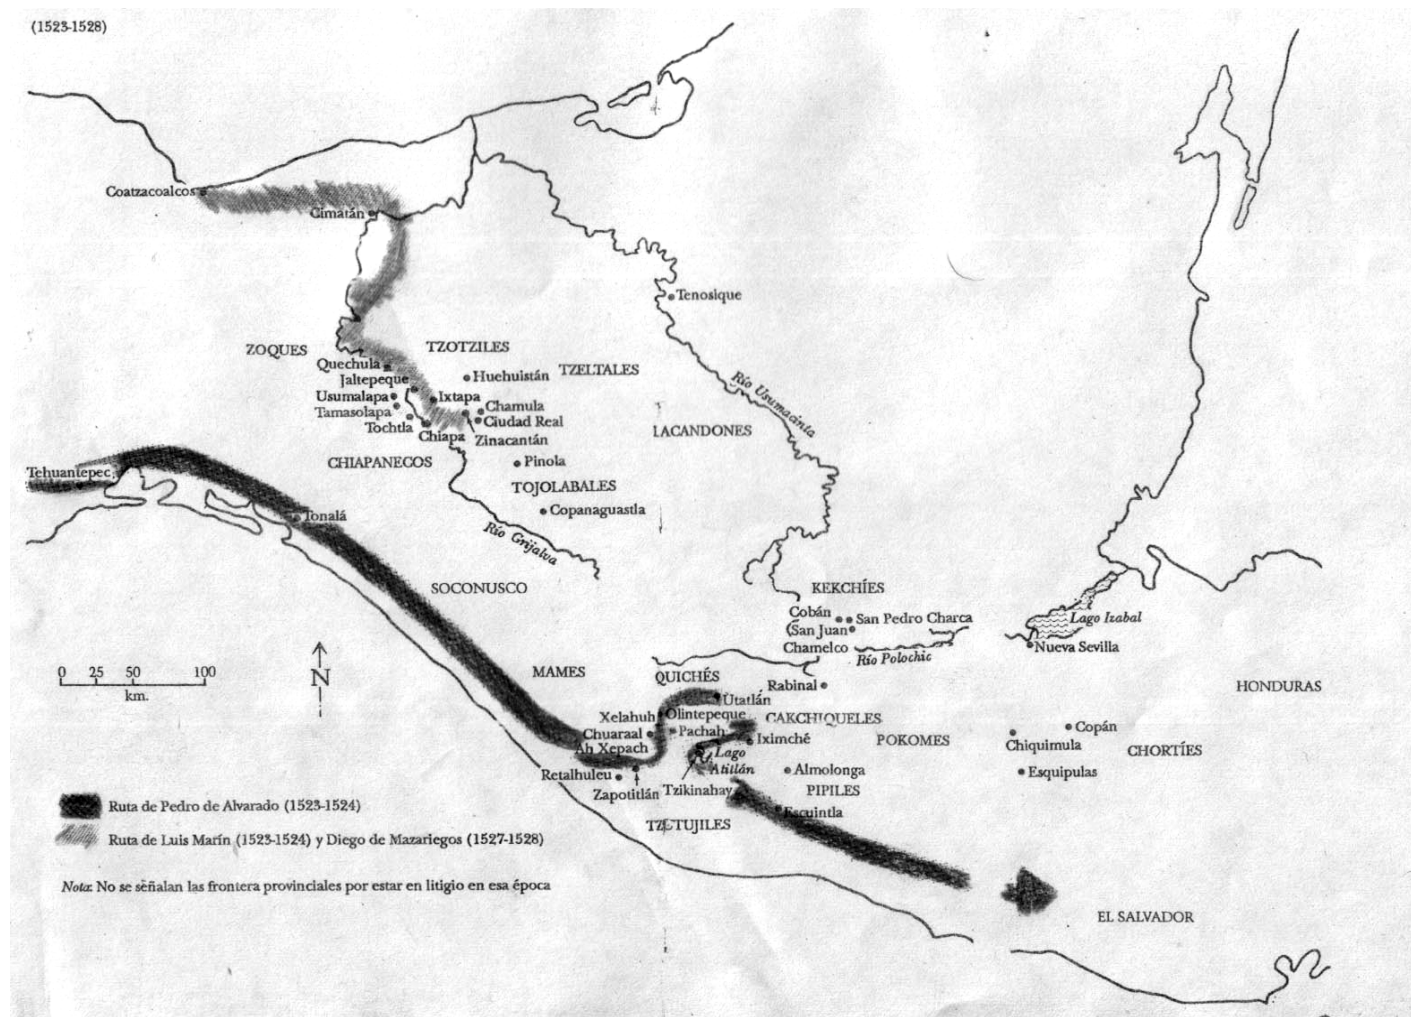 (1523-1528)
Coatzacoalcos
Cimatán
Tenosique
ZOQUES
TZOTZILES
Quechula
TZELTALES
Jaltepeque
Huehuistán
Río Usumacinta
Usumalapa
Ixtapa
Tamasolapa
Chamula
Tochtla
Ciudad Real
Chiapa
Zinacantán
LACANDONES
CHIAPANECOS
Pinola
Tehuantepec
TOJOLABALES
Copanaguastla
Tonalá
Río Grijalva
SOCONUSCO
KEKCHÍES
Cobán
San Pedro Charca
(San Juan
Chamelco
Río Polochic
Lago Izabal
Nueva Sevilla
0 25 50 100
km.
N
MAMES
QUICHÉS
Rabinal
HONDURAS
Utatlán
Xelahuh
Olintepeque
CAKCHIQUELES
Chuaraal
Pachah
Iximché
POKOMES
Copán
Chiquimula
CHORTÍES
Ah Xepach
Lago
Atitlán
Retalhuleu
Almolonga
Esquipulas
Zapotitlán
Tzikinahay
PIPILES
Escuintla
TZETUJILES
Ruta de Pedro de Alvarado (1523-1524)
Ruta de Luis Marín (1523-1524) y Diego de Mazariegos (1527-1528)
Nota: No se señalan las frontera provinciales por estar en litigio en esa época
EL SALVADOR